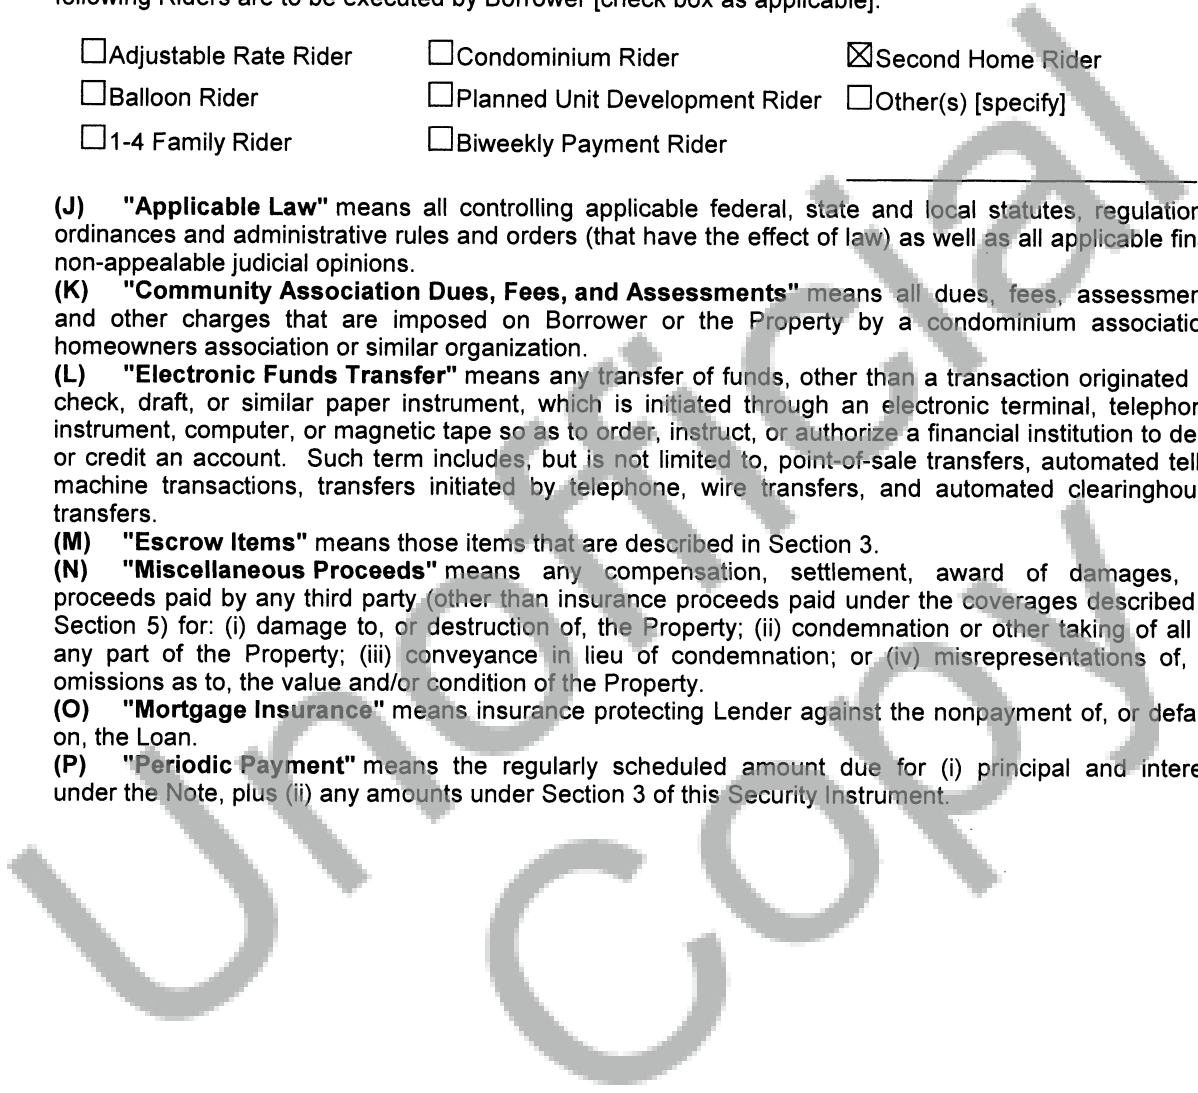 following Riders are to be executed by Borrower [check box as applicable]:
Adjustable Rate Rider Condominium Rider Second Home Rider
Balloon Rider Planned Unit Development Rider Other(s) [specify]
1-4 Family Rider Biweekly Payment Rider
(J) "Applicable Law" means all controlling applicable federal, state and local statutes, regulation
ordinances and administrative rules and orders (that have the effect of law) as well as all applicable fin
non-appealable judicial opinions.
(K) "Community Association Dues, Fees, and Assessments" means all dues, fees, assessmen
and other charges that are imposed on Borrower or the Property by a condominium associatio
homeowners association or similar organization.
(L) "Electronic Funds Transfer" means any transfer of funds, other than a transaction originated
check, draft, or similar paper instrument, which is initiated through an electronic terminal, telephon
instrument, computer, or magnetic tape so as to order, instruct, or authorize a financial institution to de
or credit an account. Such term includes, but is not limited to, point-of-sale transfers, automated tell
machine transactions, transfers initiated by telephone, wire transfers, and automated clearinghou
transfers.
(M) "Escrow Items" means those items that are described in Section 3.
(N) "Miscellaneous Proceeds" means any compensation, settlement, award of damages,
proceeds paid by any third party (other than insurance proceeds paid under the coverages described
Section 5) for: (i) damage to, or destruction of, the Property; (ii) condemnation or other taking of all
any part of the Property; (iii) conveyance in lieu of condemnation; or (iv) misrepresentations of,
omissions as to, the value and/or condition of the Property.
(O) "Mortgage Insurance" means insurance protecting Lender against the nonpayment of, or defa
on, the Loan.
(P) "Periodic Payment" means the regularly scheduled amount due for (i) principal and intere
under the Note, plus (ii) any amounts under Section 3 of this Security Instrument.
Unofficial
Copy